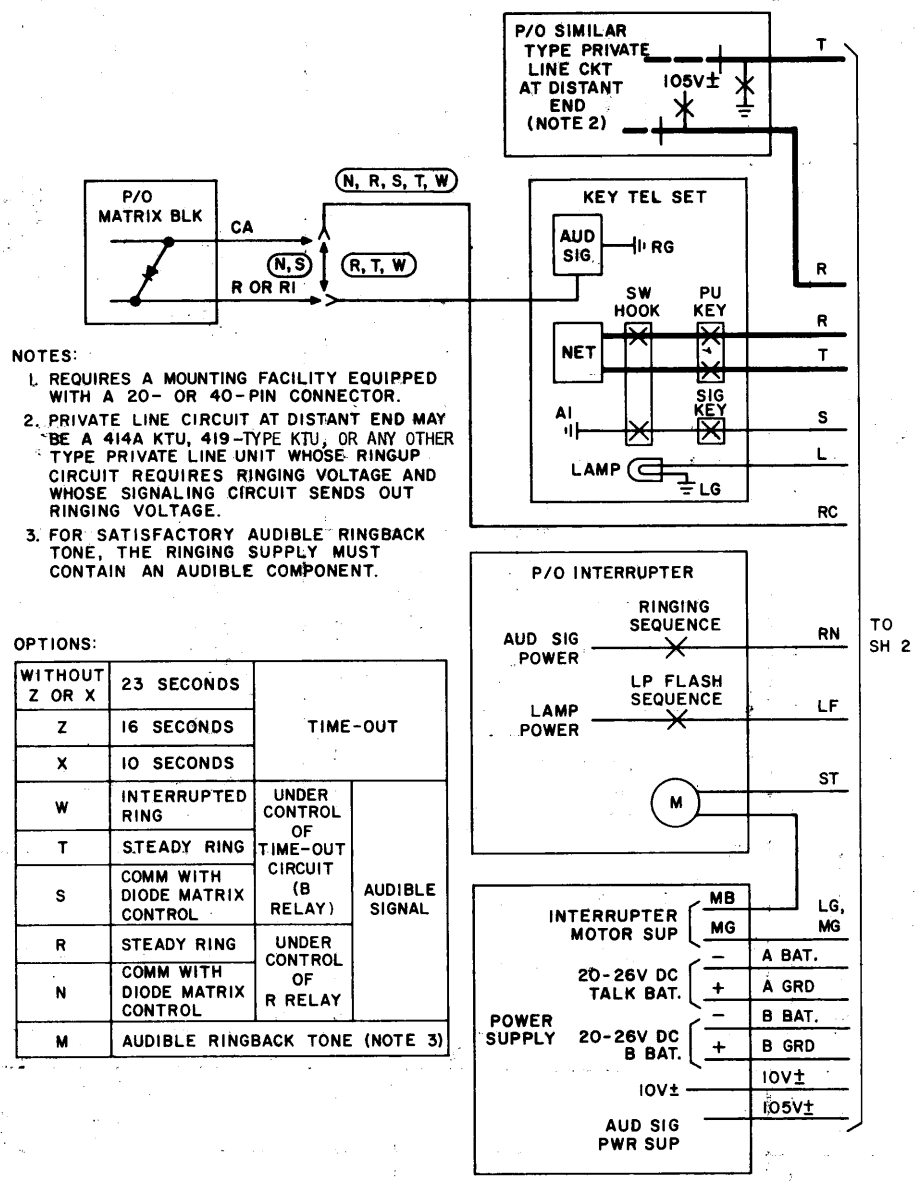 P/O SIMILAR
TYPE PRIVATE
LINE CKT
AT DISTANT
END
(NOTE 2)
105V±
T
R
P/O
MATRIX BLK
CA
R OR RI
N, R, S, T, W
N, S
R, T, W
KEY TEL SET
AUD
SIG.
RG
SW
HOOK
PU
KEY
NET
R
T
SIG
KEY
AI
S
LAMP
L
LG
RC
NOTES:
1. REQUIRES A MOUNTING FACILITY EQUIPPED
WITH A 20- OR 40-PIN CONNECTOR.
2. PRIVATE LINE CIRCUIT AT DISTANT END MAY
BE A 414A KTU, 419-TYPE KTU, OR ANY OTHER
TYPE PRIVATE LINE UNIT WHOSE RINGUP
CIRCUIT REQUIRES RINGING VOLTAGE AND
WHOSE SIGNALING CIRCUIT SENDS OUT
RINGING VOLTAGE.
3. FOR SATISFACTORY AUDIBLE RINGBACK
TONE, THE RINGING SUPPLY MUST
CONTAIN AN AUDIBLE COMPONENT.
P/O INTERRUPTER
RINGING
SEQUENCE
AUD SIG
POWER
RN
LP FLASH
SEQUENCE
LAMP
POWER
LF
M
ST
TO
SH 2
OPTIONS:
WITHOUT
Z OR X
23 SECONDS
Z
16 SECONDS
X
10 SECONDS
TIME-OUT
W
INTERRUPTED
RING
T
STEADY RING
S
COMM WITH
DIODE MATRIX
CONTROL
UNDER
CONTROL
OF
TIME-OUT
CIRCUIT
(B
RELAY)
AUDIBLE
SIGNAL
R
STEADY RING
N
COMM WITH
DIODE MATRIX
CONTROL
UNDER
CONTROL
OF
R RELAY
M
AUDIBLE RINGBACK TONE (NOTE 3)
POWER
SUPPLY
INTERRUPTER
MOTOR SUP
MB
MG
LG,
MG
20-26V DC
TALK BAT.
- A BAT.
+ A GRD
20-26V DC
B BAT.
- B BAT.
+ B GRD
10V±
10V±
AUD SIG
PWR SUP
105V±